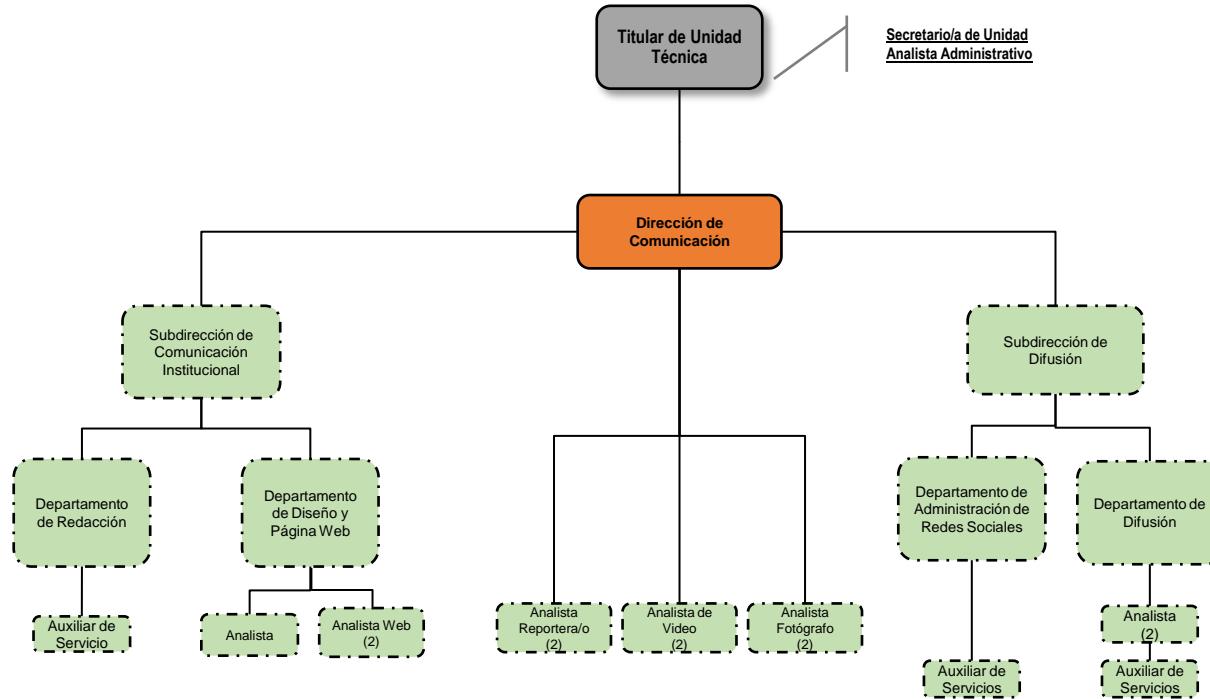 Titular de Unidad
Técnica
Secretario/a de Unidad
Analista Administrativo
Dirección de
Comunicación
Subdirección de
Comunicación
Institucional
Subdirección de
Difusión
Departamento
de Redacción
Departamento
de Diseño y
Página Web
Departamento de
Administración de
Redes Sociales
Departamento de
Difusión
Auxiliar de
Servicio
Analista
Analista Web
(2)
Analista
Reportera/o
(2)
Analista de
Video
(2)
Analista
Fotógrafo
(2)
Analista
(2)
Auxiliar de
Servicios
Auxiliar de
Servicios